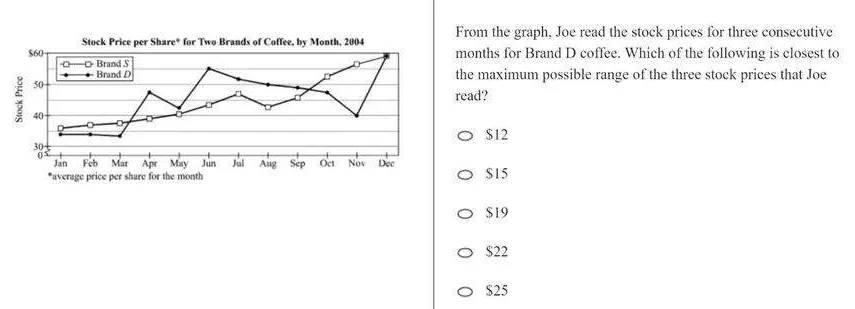 Stock Price per Share* for Two Brands of Coffee, by Month, 2004
$60
Brand S
Brand D
50
40
30
0
Stock Price
Jan Feb Mar Apr May Jun Jul Aug Sep Oct Nov Dec
*average price per share for the month
From the graph, Joe read the stock prices for three consecutive
months for Brand D coffee. Which of the following is closest to
the maximum possible range of the three stock prices that Joe
read?
$12
$15
$19
$22
$25